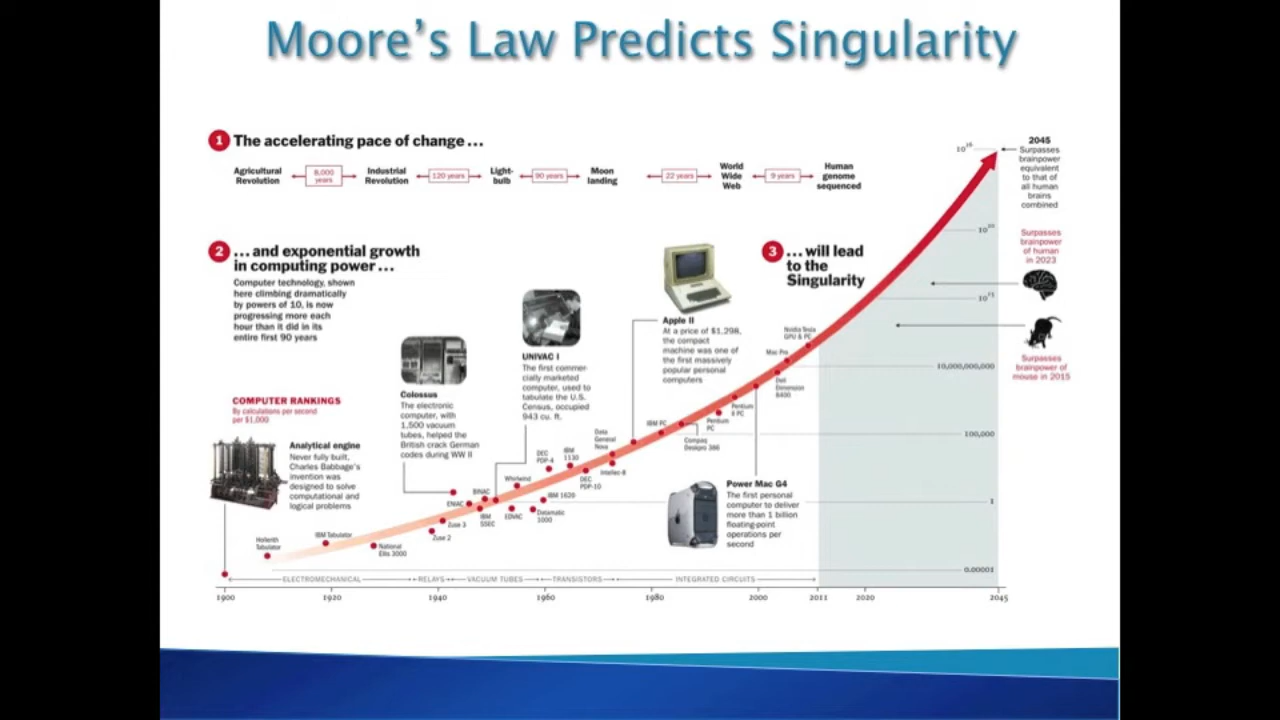 Moore's Law Predicts Singularity
1 The accelerating pace of change ...
Agricultural
Revolution
8,000
years
Industrial
Revolution
120 years
Light-
bulb
90 years
Moon
landing
22 years
World
Wide
Web
9 years
Human
genome
sequenced
2 ... and exponential growth
in computing power ...
Computer technology, shown
here climbing dramatically
by powers of 10, is now
progressing more each
hour than it did in its
entire first 90 years
3 ... will lead
to the
Singularity
COMPUTER RANKINGS
By calculations per second
per $1,000
Analytical engine
Never fully built,
Charles Babbage's
invention was
designed to solve
computational and
logical problems
Colossus
The electronic
computer, with
1,500 vacuum
tubes, helped the
British crack German
codes during WW II
UNIVAC I
The first commer-
cially marketed
computer, used to
tabulate the U.S.
Census, occupied
943 cu. ft.
Apple II
At a price of $1,298,
the compact
machine was one of
the first massively
popular personal
computers
Power Mac G4
The first personal
computer to deliver
more than 1 billion
floating-point
operations per
second
Hollerith
Tabulator
IBM Tabulator
National
Ellis 3000
Zuse 2
Zuse 3
ENIAC
BINAC
IBM
SSEC
Whirlwind
EDVAC
DEC
PDP-4
IBM
1130
IBM 1620
Datamatic
1000
DEC
PDP-10
Data
General
Nova
Intellec-8
IBM PC
Compaq
Deskpro 386
Pentium
PC
Pentium
II PC
Dell
Dimension
8400
Mac Pro
Nvidia Tesla
GPU & PC
2045
Surpasses
brainpower
equivalent
to that of
all human
brains
combined
Surpasses
brainpower
of human
in 2023
Surpasses
brainpower of
mouse in 2015
10,000,000,000
100,000
1
0.00001
ELECTROMECHANICAL
RELAYS
VACUUM TUBES
TRANSISTORS
INTEGRATED CIRCUITS
1900
1920
1940
1960
1980
2000
2011
2020
2045